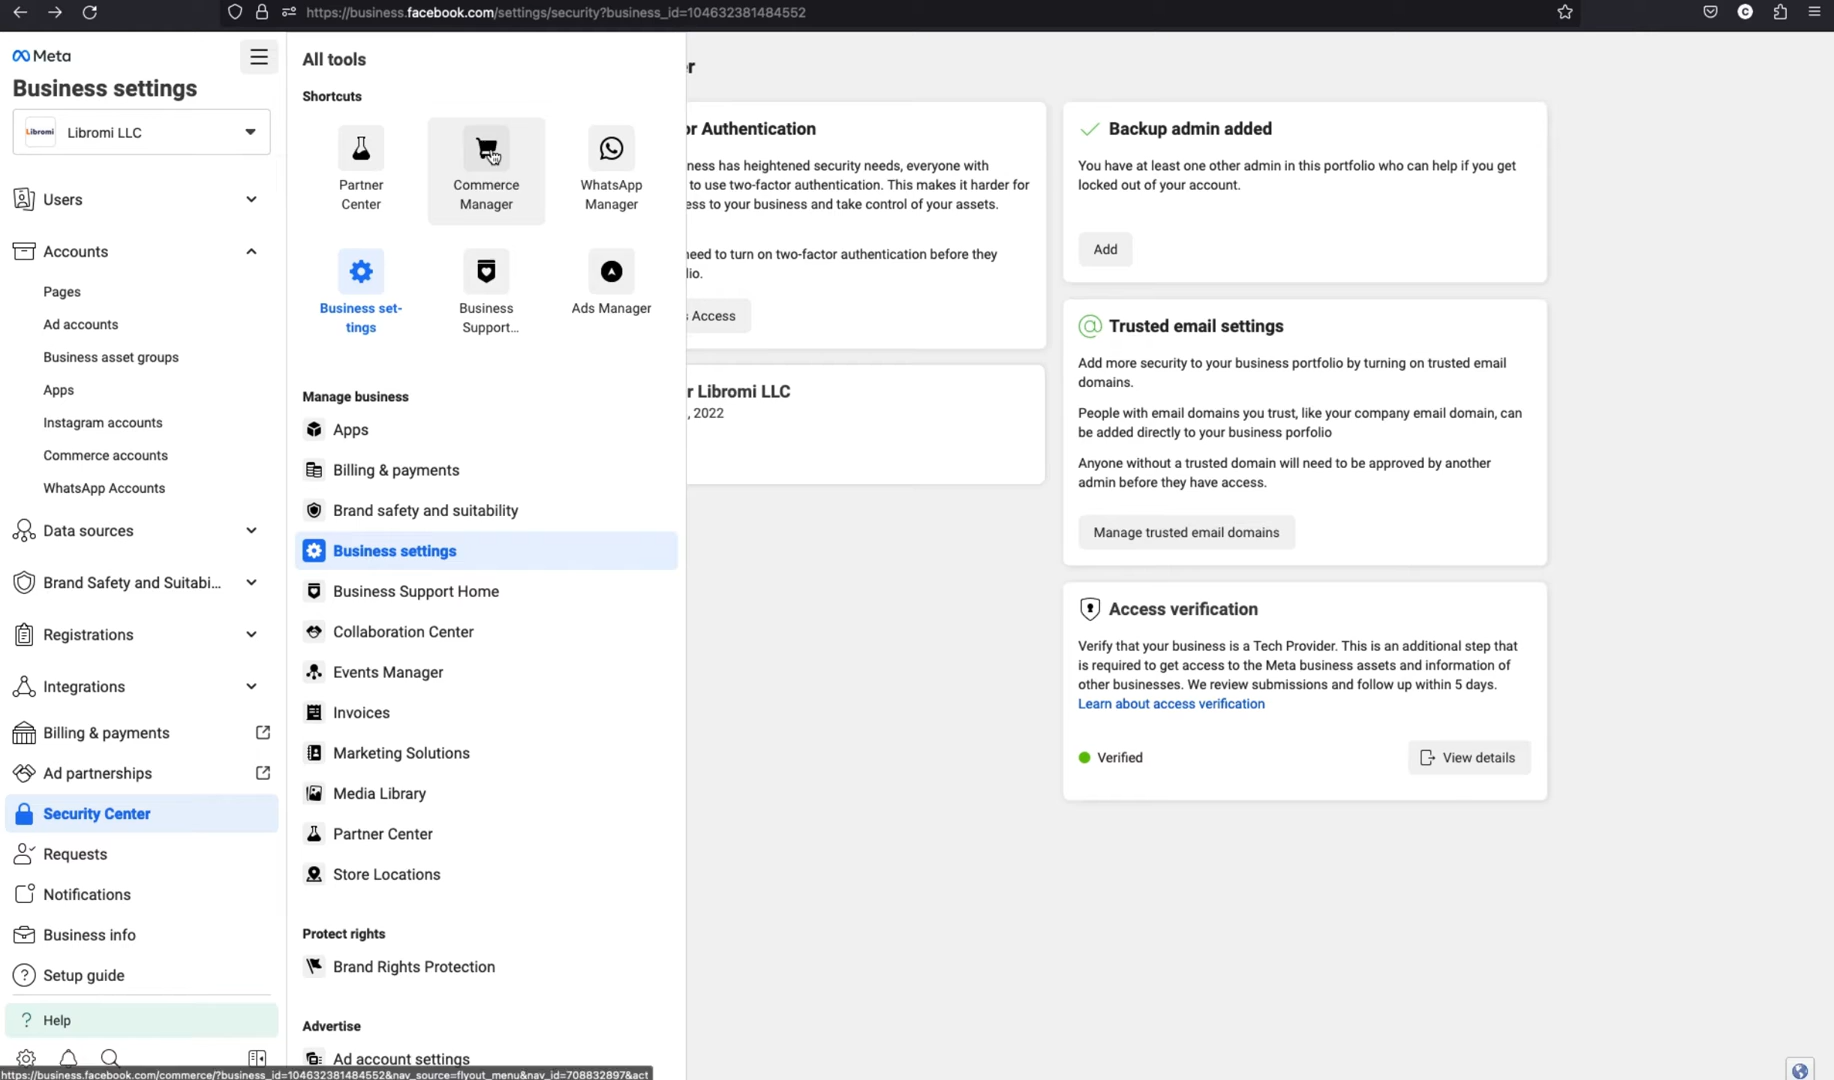 https://business.facebook.com/settings/security?business_id=104632381484552
C
Meta
Business settings
Libromi
Libromi LLC
Users
Accounts
Pages
Ad accounts
Business asset groups
Apps
Instagram accounts
Commerce accounts
WhatsApp Accounts
Data sources
Brand Safety and Suitabi...
Registrations
Integrations
Billing & payments
Ad partnerships
Security Center
Requests
Notifications
Business info
Setup guide
? Help
All tools
Shortcuts
Partner
Center
Commerce
Manager
WhatsApp
Manager
Business set-
tings
Business
Support...
Ads Manager
Manage business
Apps
Billing & payments
Brand safety and suitability
Business settings
Business Support Home
Collaboration Center
Events Manager
Invoices
Marketing Solutions
Media Library
Partner Center
Store Locations
Protect rights
Brand Rights Protection
Advertise
Ad account settings
https://business.facebook.com/commerce/?business_id=104632381484552&nav_source=flyout_menu&nav_id=708832897&act
r
or Authentication
ness has heightened security needs, everyone with
to use two-factor authentication. This makes it harder for
ess to your business and take control of your assets.
eed to turn on two-factor authentication before they
lio.
s Access
r Libromi LLC
, 2022
Backup admin added
You have at least one other admin in this portfolio who can help if you get
locked out of your account.
Add
Trusted email settings
Add more security to your business portfolio by turning on trusted email
domains.
People with email domains you trust, like your company email domain, can
be added directly to your business porfolio
Anyone without a trusted domain will need to be approved by another
admin before they have access.
Manage trusted email domains
Access verification
Verify that your business is a Tech Provider. This is an additional step that
is required to get access to the Meta business assets and information of
other businesses. We review submissions and follow up within 5 days.
Learn about access verification
Verified
View details